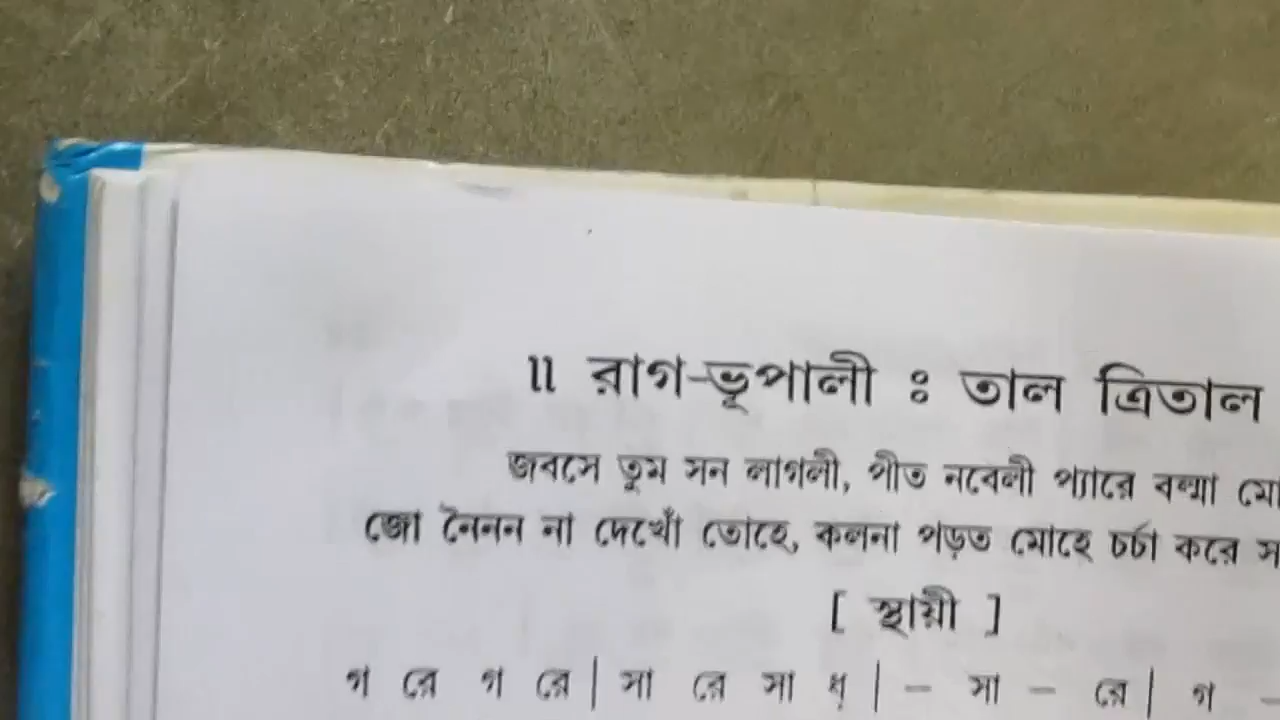 ॥ রাগ-ভূপালী : তাল ত্রিতাল
জবসে তুম সন লাগলী, পীত নবেলী প্যারে বল্মা মো
জো নৈনন না দেখোঁ তোহে, কলনা পড়ত মোহে চর্চা করে স
[ স্থায়ী ]
গ রে গ রে | সা রে সা ধ্ | – সা – রে | গ –